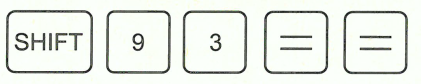 SHIFT 9 3 = =